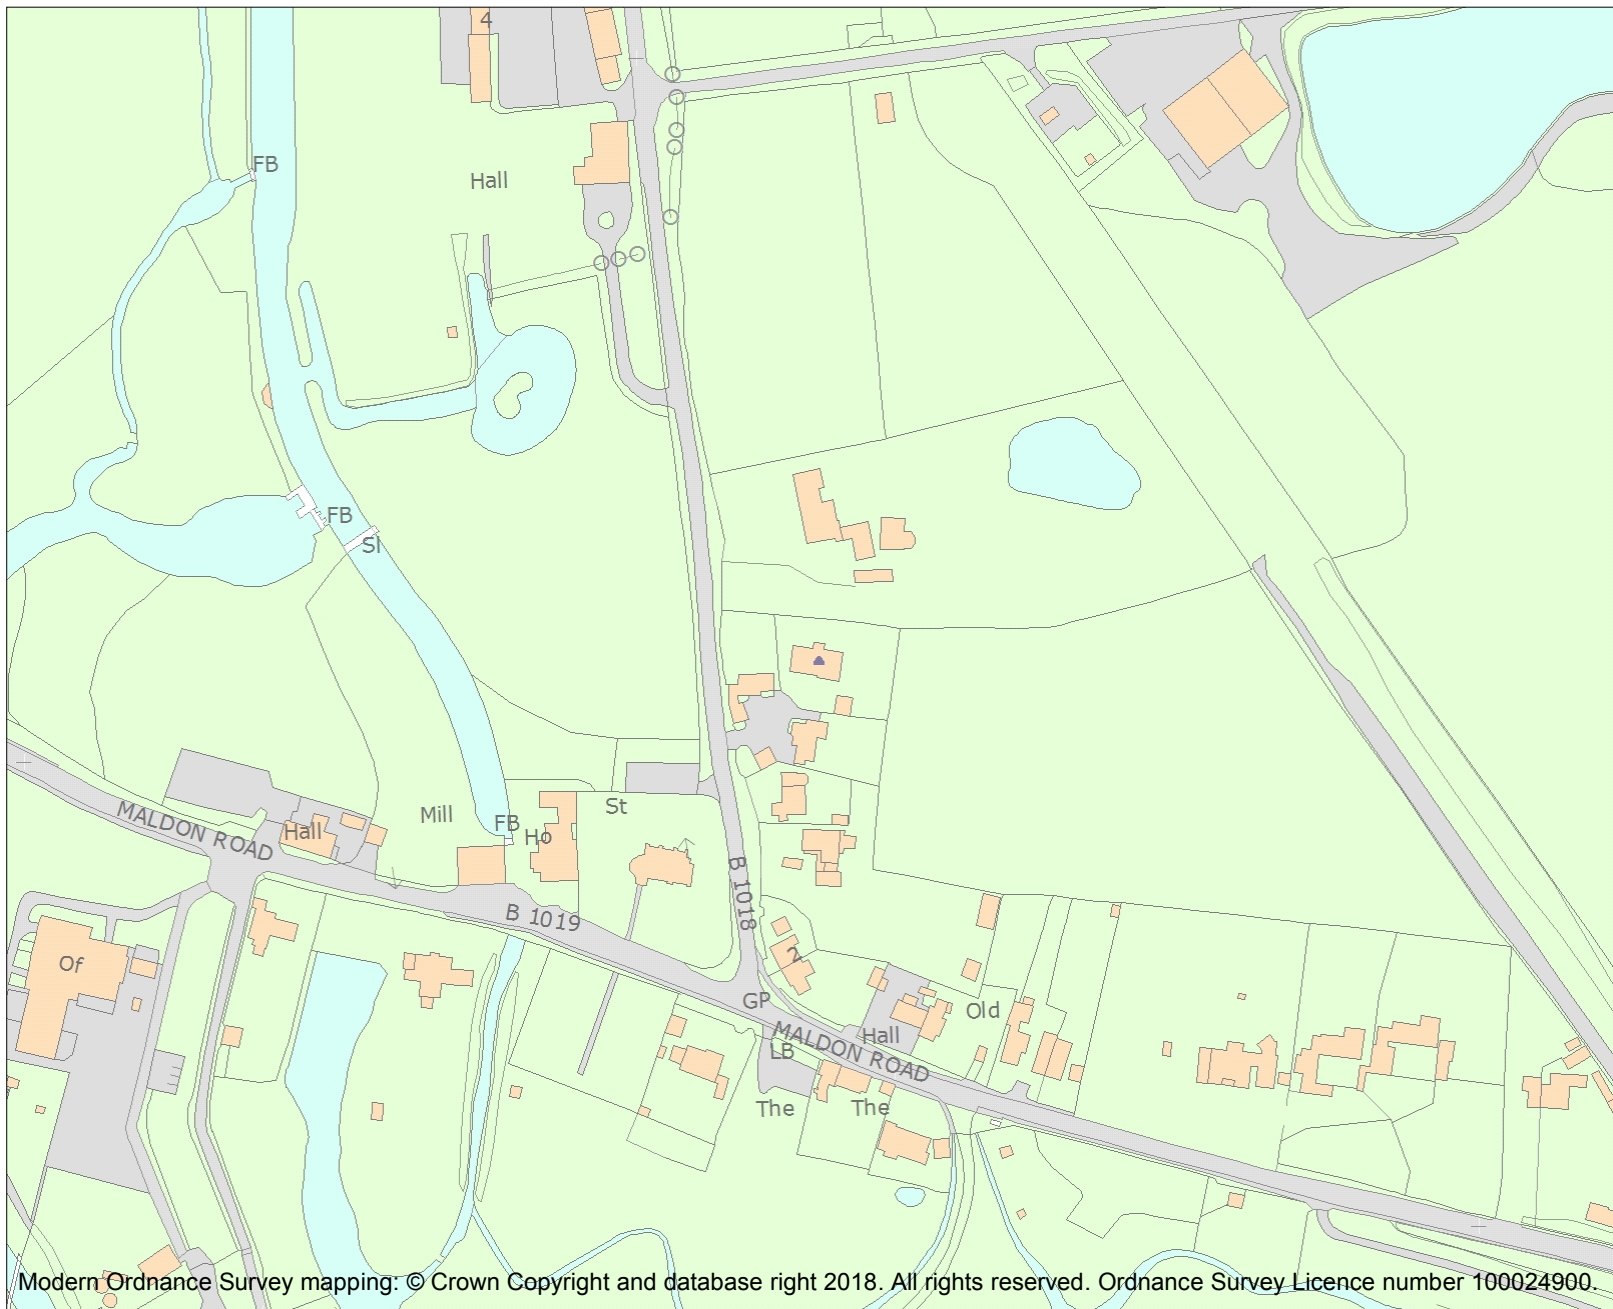 4
FB
Hall
FB
Sl
MALDON ROAD
Hall
Mill
FB
Ho
St
B 1018
B 1019
Of
2
GP
MALDON ROAD
LB
Hall
Old
The
The
Modern Ordnance Survey mapping: © Crown Copyright and database right 2018. All rights reserved. Ordnance Survey Licence number 100024900.